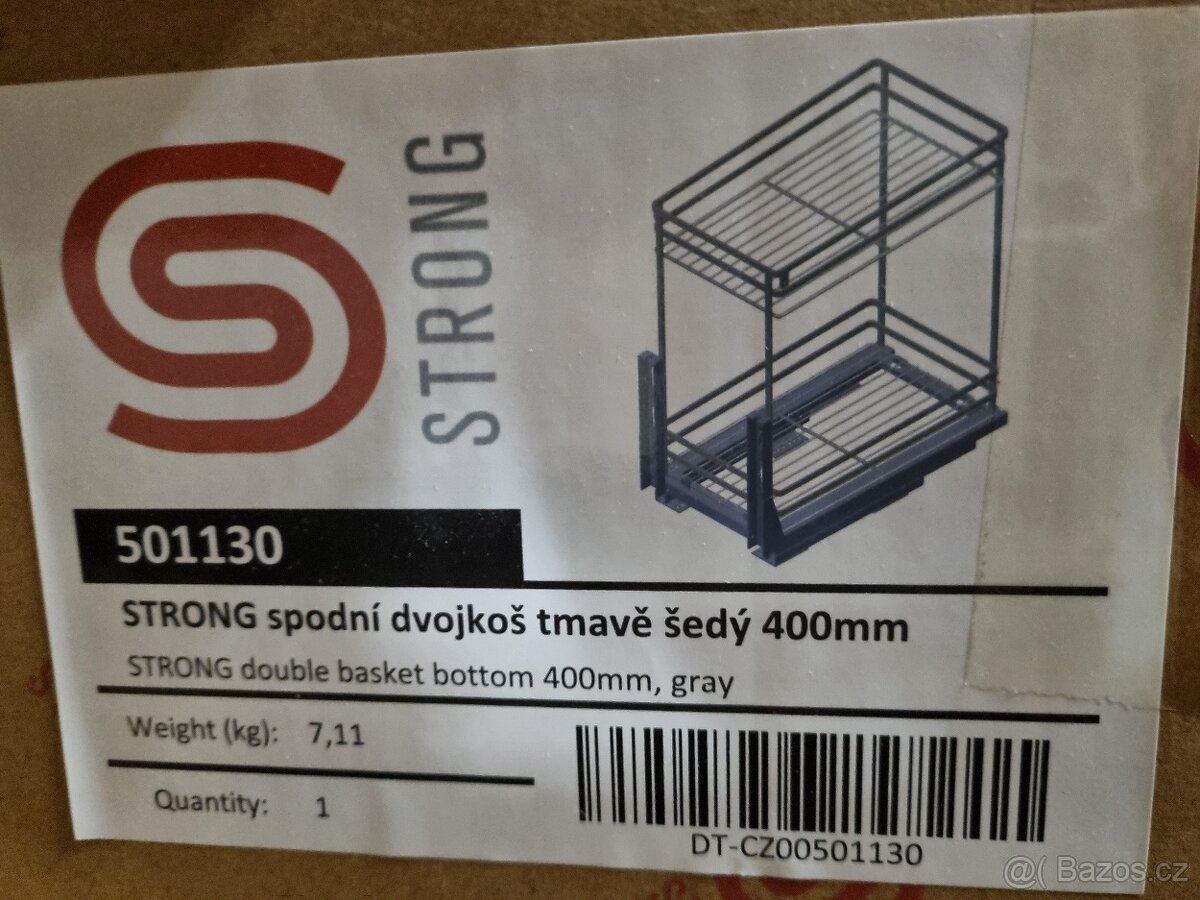 STRONG
501130
STRONG spodní dvojkoš tmavě šedý 400mm
STRONG double basket bottom 400mm, gray
Weight (kg): 7,11
Quantity: 1
DT-CZ00501130
@( Bazos.cz